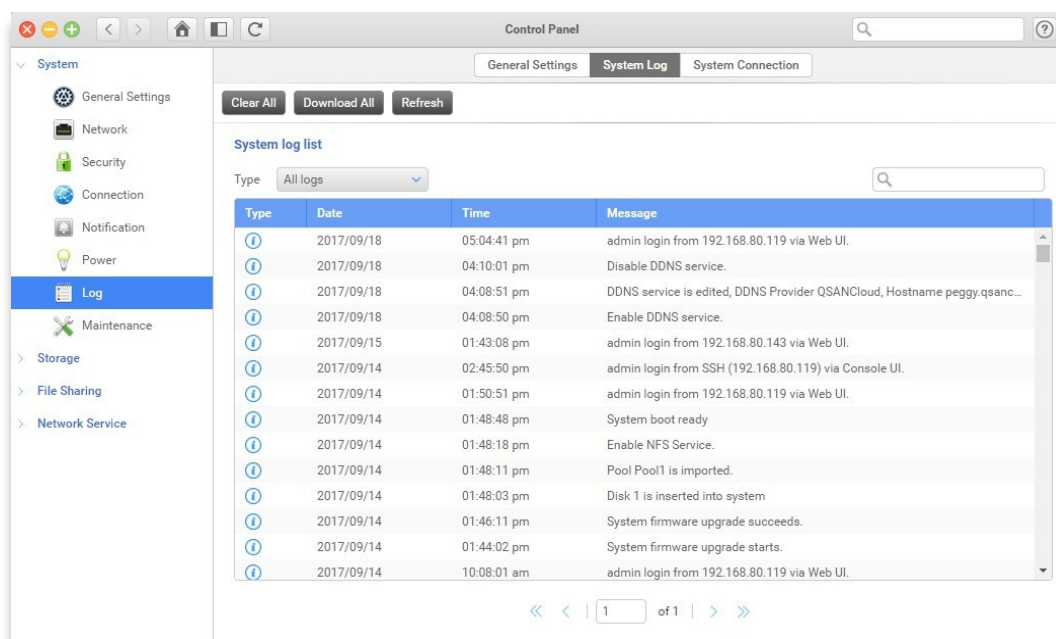 Control Panel
System
General Settings
Network
Security
Connection
Notification
Power
Log
Maintenance
Storage
File Sharing
Network Service
General Settings System Log System Connection
Clear All Download All Refresh
System log list
Type All logs
Type Date Time Message
2017/09/18 05:04:41 pm admin login from 192.168.80.119 via Web UI.
2017/09/18 04:10:01 pm Disable DDNS service.
2017/09/18 04:08:51 pm DDNS service is edited, DDNS Provider QSANCloud, Hostname peggy.qsanc...
2017/09/18 04:08:50 pm Enable DDNS service.
2017/09/15 01:43:08 pm admin login from 192.168.80.143 via Web UI.
2017/09/14 02:45:50 pm admin login from SSH (192.168.80.119) via Console UI.
2017/09/14 01:50:51 pm admin login from 192.168.80.119 via Web UI.
2017/09/14 01:48:48 pm System boot ready
2017/09/14 01:48:18 pm Enable NFS Service.
2017/09/14 01:48:11 pm Pool Pool1 is imported.
2017/09/14 01:48:03 pm Disk 1 is inserted into system
2017/09/14 01:46:11 pm System firmware upgrade succeeds.
2017/09/14 01:44:02 pm System firmware upgrade starts.
2017/09/14 10:08:01 am admin login from 192.168.80.119 via Web UI.
1 of 1